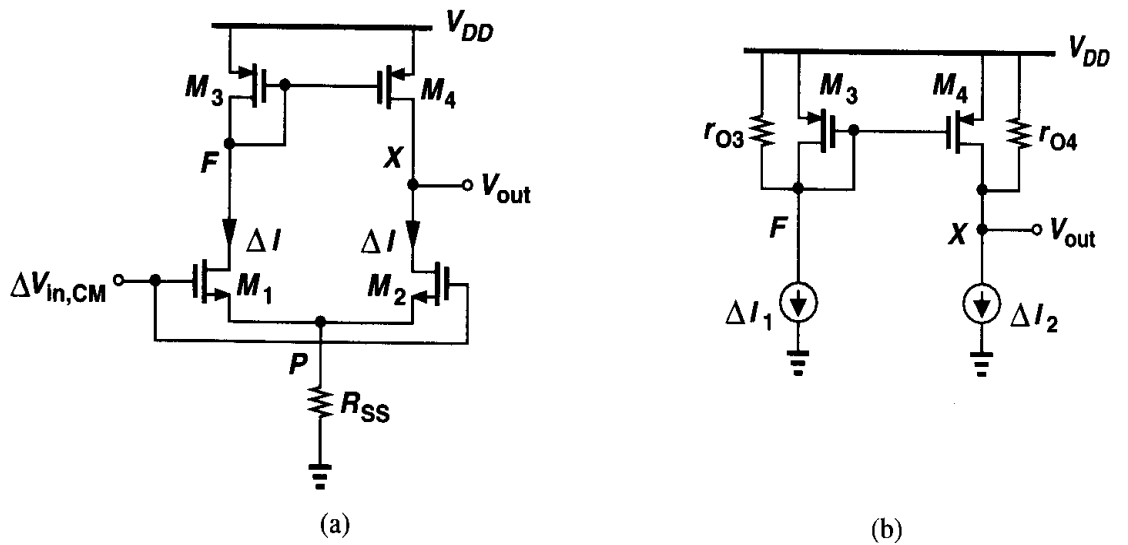 V_DD
M_3
M_4
F
X
V_out
ΔI
ΔI
ΔV_in,CM
M_1
M_2
P
R_SS
(a)
V_DD
M_3
M_4
r_O3
r_O4
F
X
V_out
ΔI_1
ΔI_2
(b)